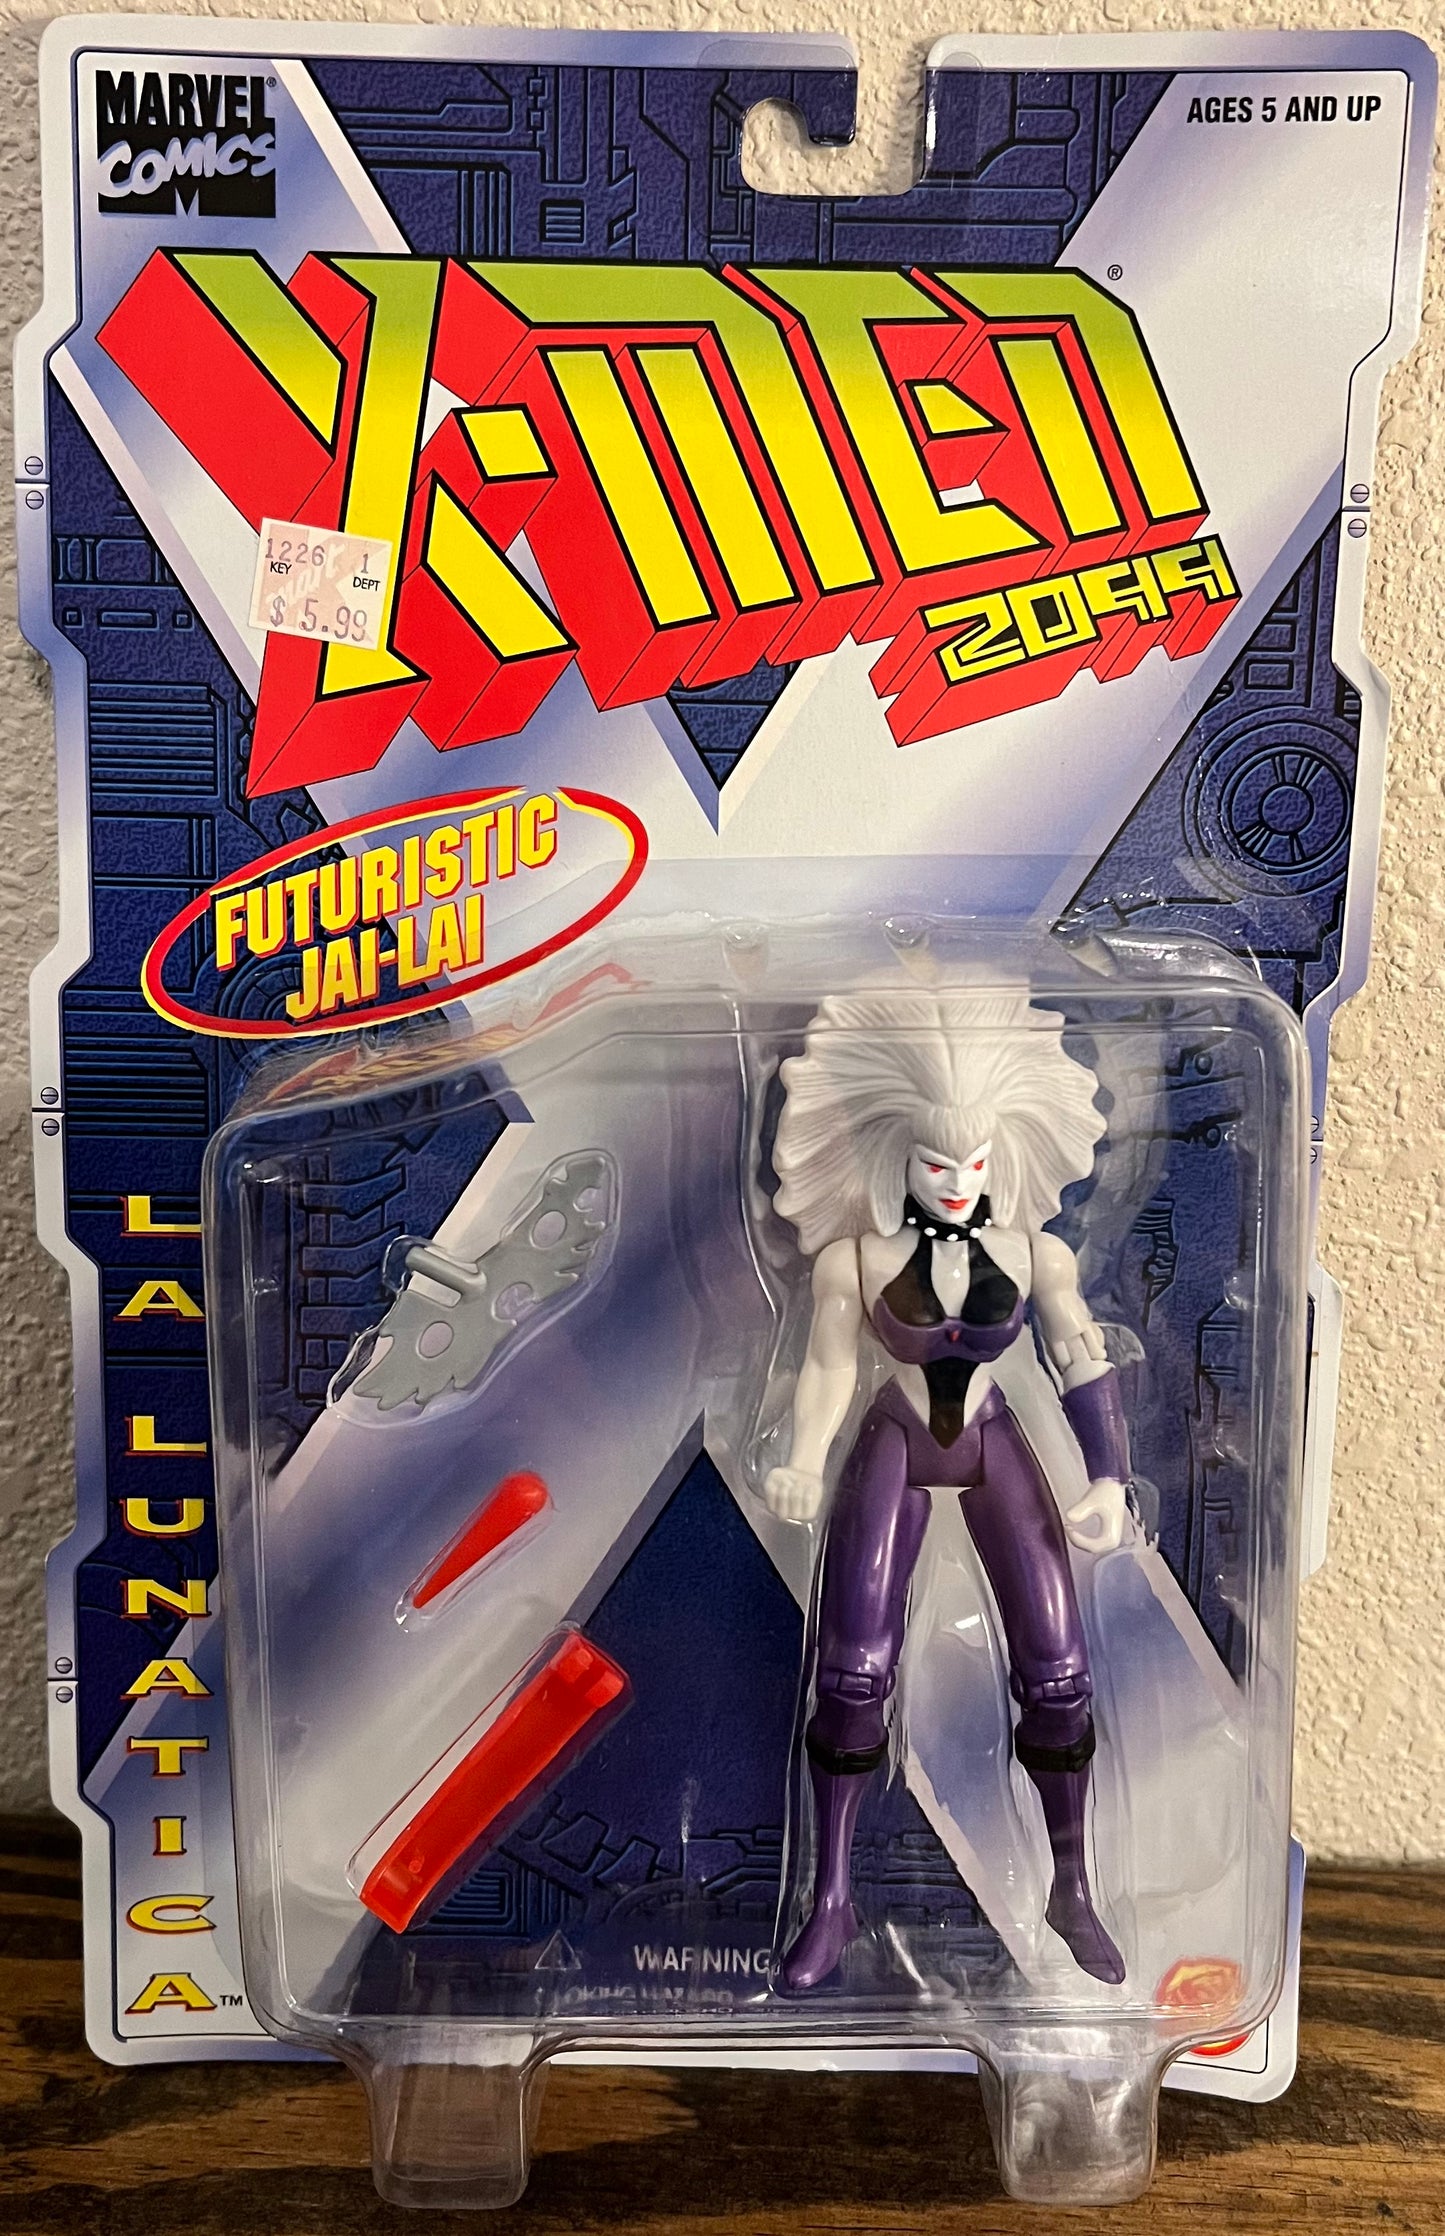 MARVEL®
COMICS
M
AGES 5 AND UP
X-MEN®
2099
1226 1
KEY DEPT
$ 5.99
FUTURISTIC
JAI-LAI
LA LUNATICA™
WARNING